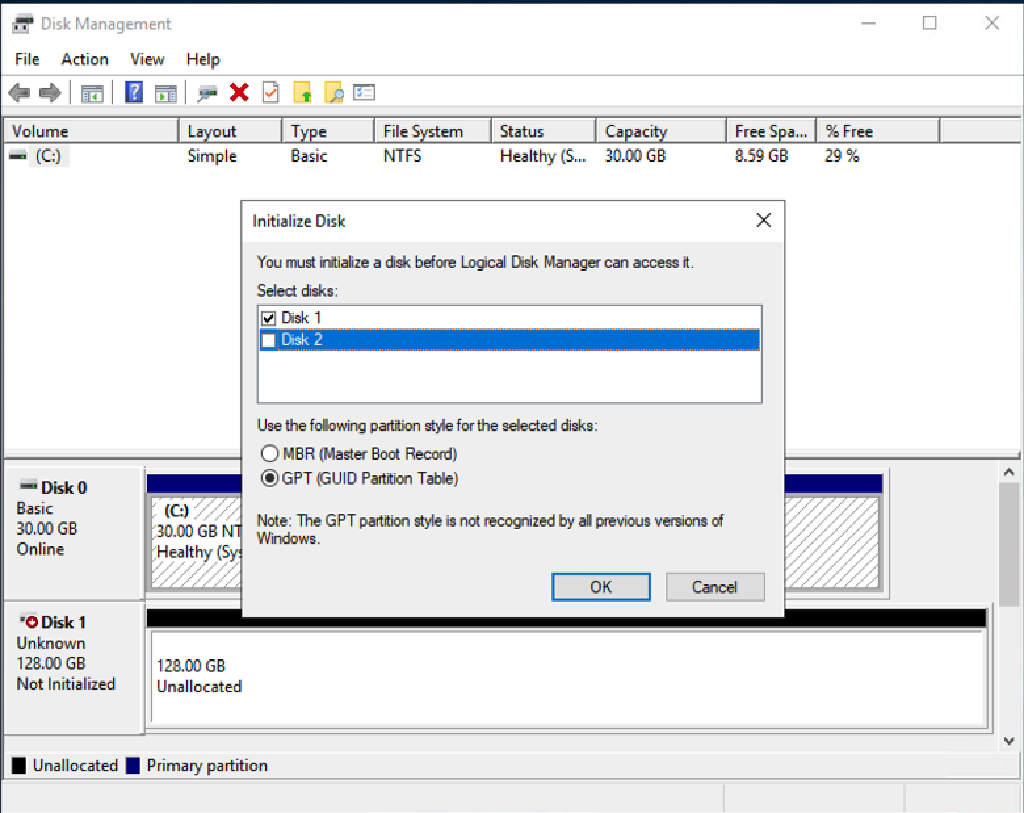 Disk Management
File Action View Help
Volume Layout Type File System Status Capacity Free Spa... % Free
(C:) Simple Basic NTFS Healthy (S... 30.00 GB 8.59 GB 29 %
Initialize Disk
You must initialize a disk before Logical Disk Manager can access it.
Select disks:
Disk 1
Disk 2
Use the following partition style for the selected disks:
MBR (Master Boot Record)
GPT (GUID Partition Table)
Note: The GPT partition style is not recognized by all previous versions of
Windows.
OK Cancel
Disk 0
Basic
30.00 GB
Online
(C:)
30.00 GB NT
Healthy (Sys
Disk 1
Unknown
128.00 GB
Not Initialized
128.00 GB
Unallocated
Unallocated Primary partition